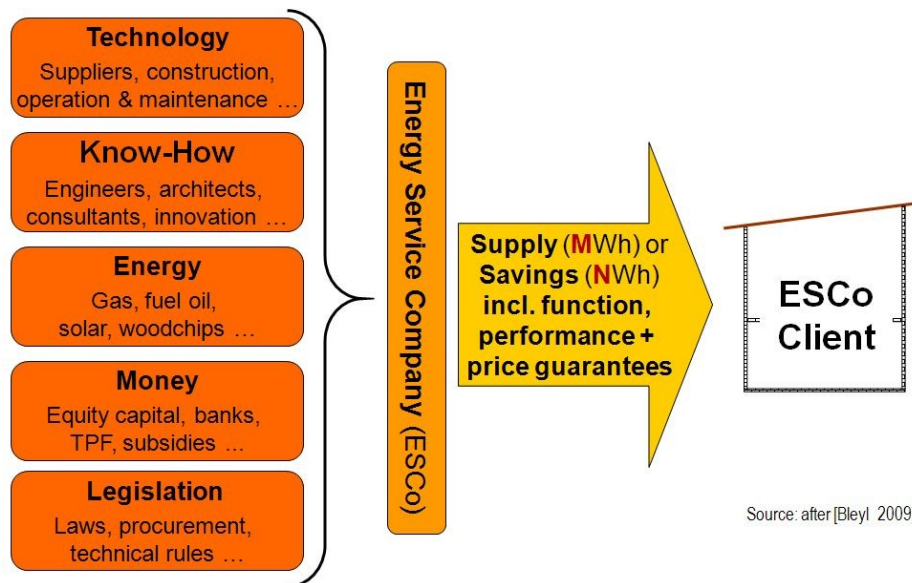 Technology
Suppliers, construction,
operation & maintenance ...
Know-How
Engineers, architects,
consultants, innovation ...
Energy
Gas, fuel oil,
solar, woodchips ...
Money
Equity capital, banks,
TPF, subsidies ...
Legislation
Laws, procurement,
technical rules ...
Energy Service Company (ESCo)
Supply (MWh) or
Savings (NWh)
incl. function,
performance +
price guarantees
ESCo
Client
Source: after [Bleyl 2009